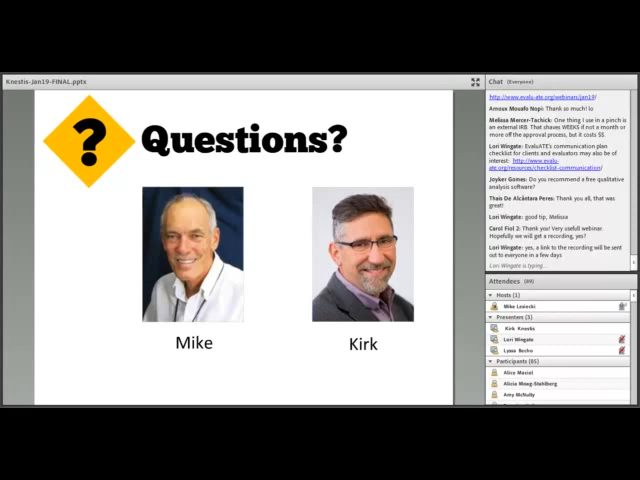 Knestis-Jan19-FINAL.pptx
?
Questions?
Mike
Kirk
Chat (Everyone)
http://www.evalu-ate.org/webinars/jan19/
Arnoux Mouafo Nopi: Thank so much! lo
Melissa Mercer-Tachick: One thing I use in a pinch is
an external IRB. That shaves WEEKS if not a month or
more off the approval process, but it costs $$.
Lori Wingate: EvaluATE's communication plan
checklist for clients and evaluators may also be of
interest: http://www.evalu-
ate.org/resources/checklist-communication/
Joyker Gomes: Do you recommend a free qualitative
analysis software?
Thais De Alcântara Peres: Thank you all, that was
great!
Lori Wingate: good tip, Melissa
Carol Fiol 2: Thank you! Very usefull webinar.
Hopefully we will get a recording, yes?
Lori Wingate: yes, a link to the recording will be sent
out to everyone in a few days
Lori Wingate is typing...
Attendees (89)
Hosts (1)
Mike Lesiecki
Presenters (3)
Kirk Knestis
Lori Wingate
Lyssa Becho
Participants (85)
Alice Maciel
Alicia Moag-Stahlberg
Amy McNully